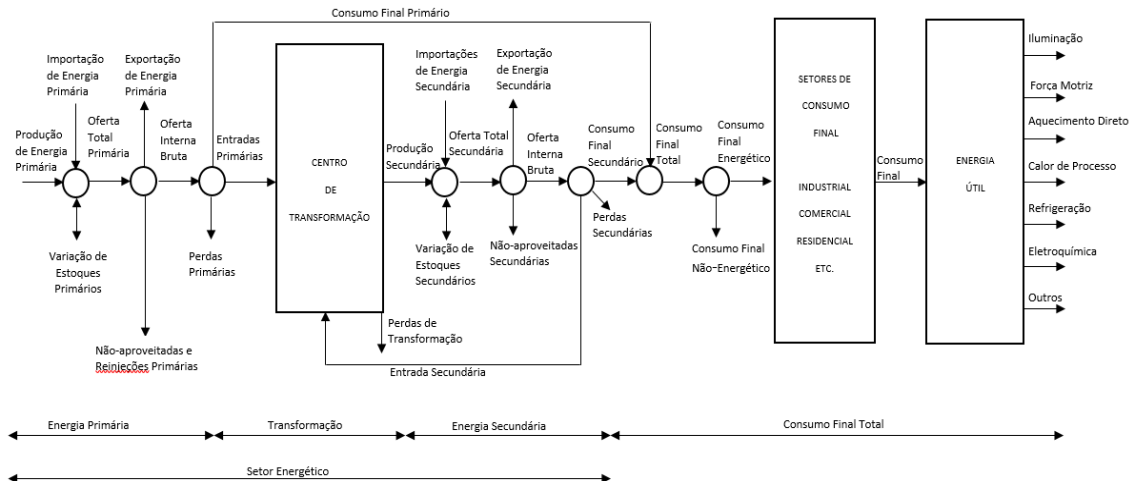 Consumo Final Primário
Importação
de Energia
Primária
Exportação
de Energia
Primária
Produção
de Energia
Primária
Oferta
Total
Primária
Oferta
Interna
Bruta
Entradas
Primárias
Variação de
Estoques
Primários
Perdas
Primárias
Não-aproveitadas e
Reinjeções Primárias
CENTRO
DE
TRANSFORMAÇÃO
Perdas de
Transformação
Entrada Secundária
Produção
Secundária
Importações
de Energia
Secundária
Exportação
de Energia
Secundária
Oferta Total
Secundária
Oferta
Interna
Bruta
Variação de
Estoques
Secundários
Não-aproveitadas
Secundárias
Consumo
Final
Secundário
Perdas
Secundárias
Consumo
Final
Total
Consumo
Final
Energético
Consumo Final
Não-Energético
SETORES DE
CONSUMO
FINAL
INDUSTRIAL
COMERCIAL
RESIDENCIAL
ETC.
Consumo
Final
ENERGIA
ÚTIL
Iluminação
Força Motriz
Aquecimento Direto
Calor de Processo
Refrigeração
Eletroquímica
Outros
Energia Primária
Transformação
Energia Secundária
Consumo Final Total
Setor Energético